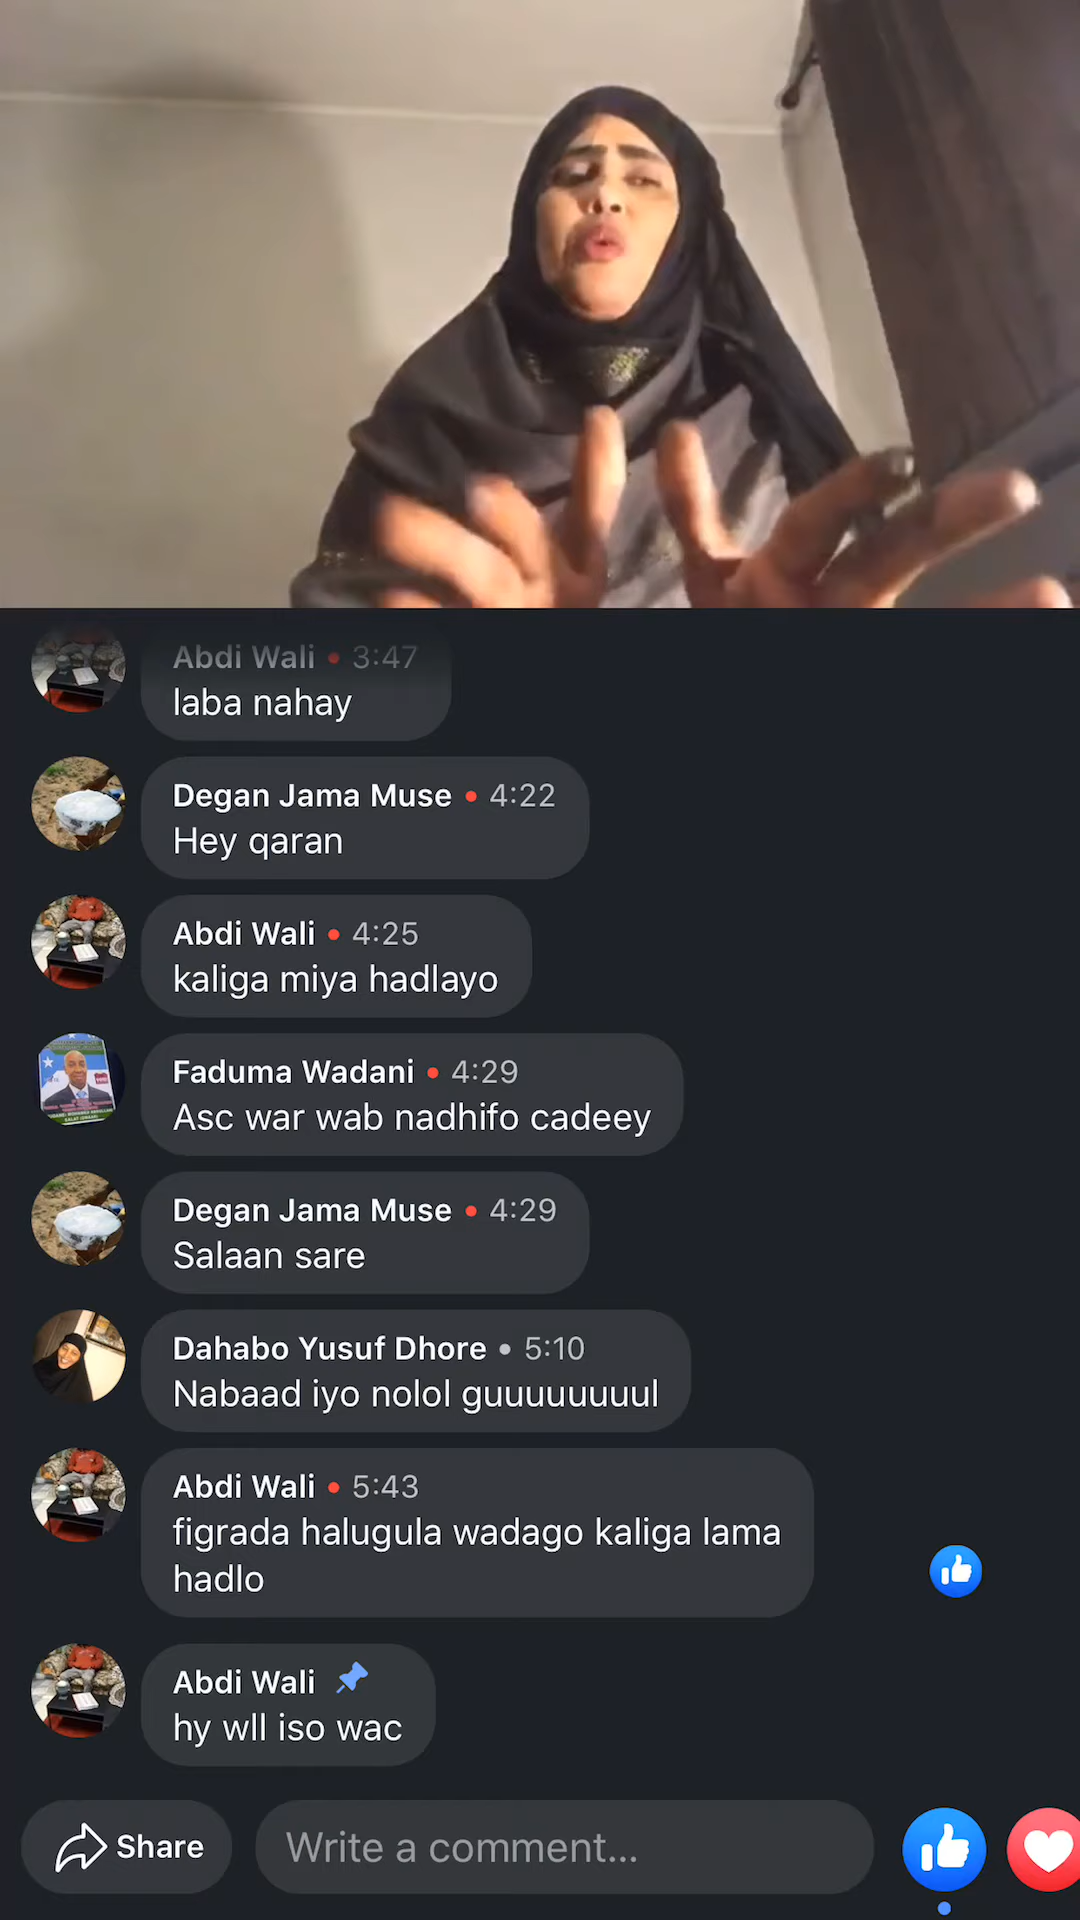 Abdi Wali • 3:47
laba nahay
Degan Jama Muse • 4:22
Hey qaran
Abdi Wali • 4:25
kaliga miya hadlayo
Faduma Wadani • 4:29
Asc war wab nadhifo cadeey
Degan Jama Muse • 4:29
Salaan sare
Dahabo Yusuf Dhore • 5:10
Nabaad iyo nolol guuuuuuuul
Abdi Wali • 5:43
figrada halugula wadago kaliga lama
hadlo
Abdi Wali
hy wll iso wac
Share
Write a comment...